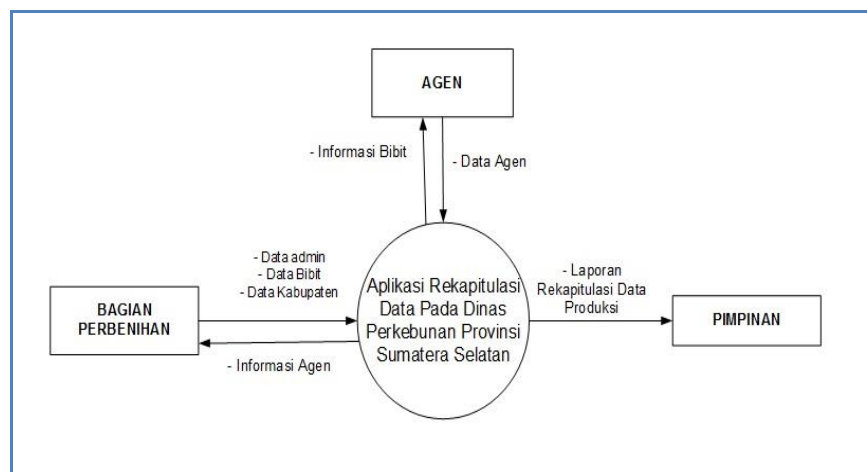 AGEN
- Informasi Bibit
- Data Agen
- Data admin
- Data Bibit
- Data Kabupaten
BAGIAN
PERBENIHAN
- Informasi Agen
Aplikasi Rekapitulasi
Data Pada Dinas
Perkebunan Provinsi
Sumatera Selatan
- Laporan
Rekapitulasi Data
Produksi
PIMPINAN